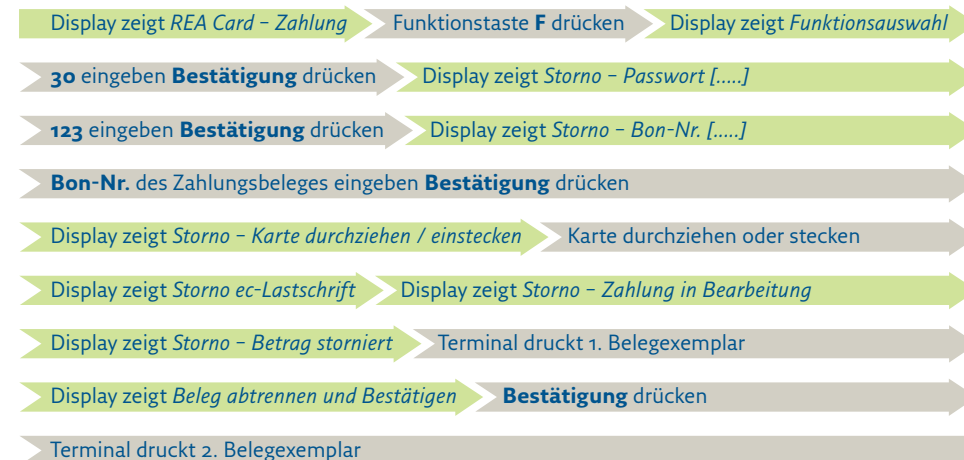 Display zeigt REA Card – Zahlung Funktionstaste F drücken Display zeigt Funktionsauswahl
30 eingeben Bestätigung drücken Display zeigt Storno – Passwort [.....]
123 eingeben Bestätigung drücken Display zeigt Storno – Bon-Nr. [.....]
Bon-Nr. des Zahlungsbeleges eingeben Bestätigung drücken
Display zeigt Storno – Karte durchziehen / einstecken Karte durchziehen oder stecken
Display zeigt Storno ec-Lastschrift Display zeigt Storno – Zahlung in Bearbeitung
Display zeigt Storno – Betrag storniert Terminal druckt 1. Belegexemplar
Display zeigt Beleg abtrennen und Bestätigen Bestätigung drücken
Terminal druckt 2. Belegexemplar